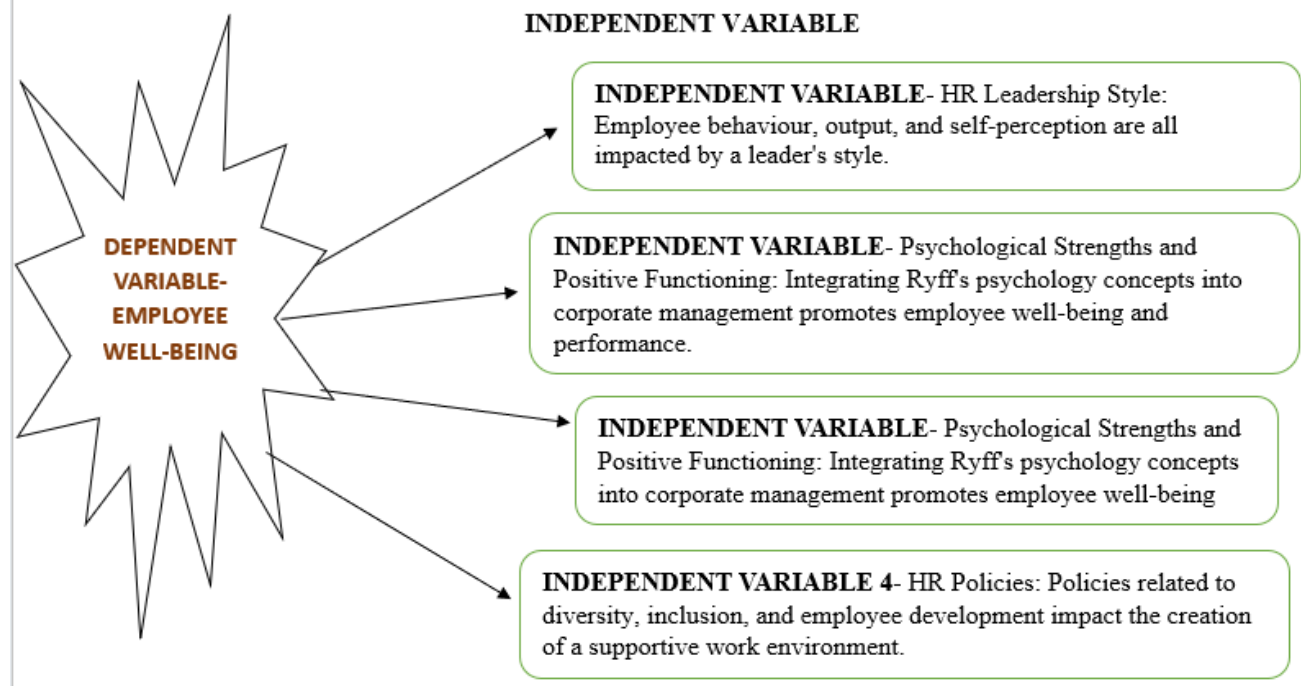 INDEPENDENT VARIABLE
INDEPENDENT VARIABLE- HR Leadership Style:
Employee behaviour, output, and self-perception are all
impacted by a leader's style.
DEPENDENT
VARIABLE-
EMPLOYEE
WELL-BEING
INDEPENDENT VARIABLE- Psychological Strengths and
Positive Functioning: Integrating Ryff's psychology concepts into
corporate management promotes employee well-being and
performance.
INDEPENDENT VARIABLE- Psychological Strengths and
Positive Functioning: Integrating Ryff's psychology concepts
into corporate management promotes employee well-being
INDEPENDENT VARIABLE 4- HR Policies: Policies related to
diversity, inclusion, and employee development impact the creation
of a supportive work environment.